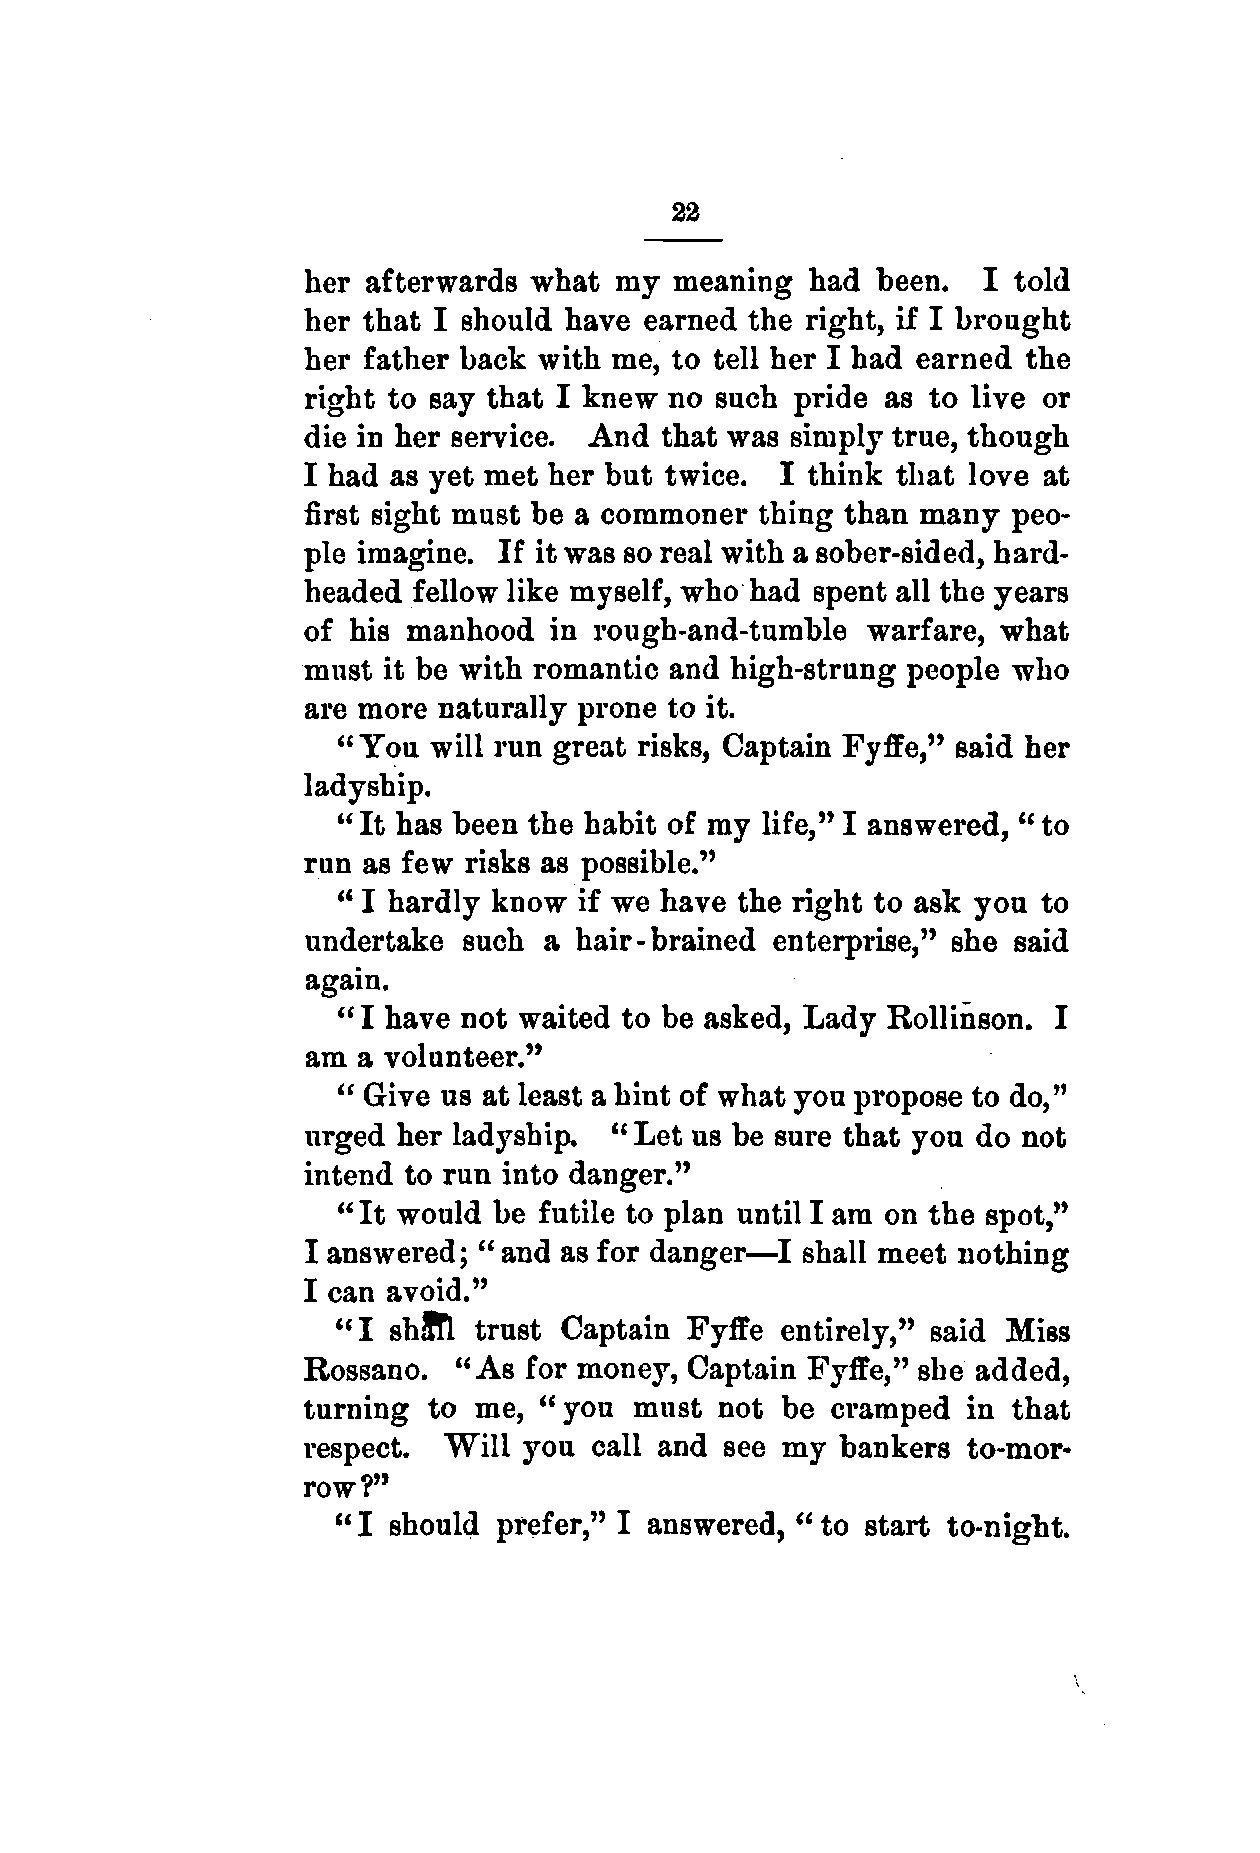 22
her afterwards what my meaning had been. I told
her that I should have earned the right, if I brought
her father back with me, to tell her I had earned the
right to say that I knew no such pride as to live or
die in her service. And that was simply true, though
I had as yet met her but twice. I think that love at
first sight must be a commoner thing than many peo-
ple imagine. If it was so real with a sober-sided, hard-
headed fellow like myself, who had spent all the years
of his manhood in rough-and-tumble warfare, what
must it be with romantic and high-strung people who
are more naturally prone to it.
“You will run great risks, Captain Fyffe,” said her
ladyship.
“It has been the habit of my life,” I answered, “to
run as few risks as possible.”
“I hardly know if we have the right to ask you to
undertake such a hair-brained enterprise,” she said
again.
“I have not waited to be asked, Lady Rollinson. I
am a volunteer.”
“Give us at least a hint of what you propose to do,”
urged her ladyship. “Let us be sure that you do not
intend to run into danger.”
“It would be futile to plan until I am on the spot,”
I answered; “and as for danger—I shall meet nothing
I can avoid.”
“I shall trust Captain Fyffe entirely,” said Miss
Rossano. “As for money, Captain Fyffe,” she added,
turning to me, “you must not be cramped in that
respect. Will you call and see my bankers to-mor-
row?”
“I should prefer,” I answered, “to start to-night.